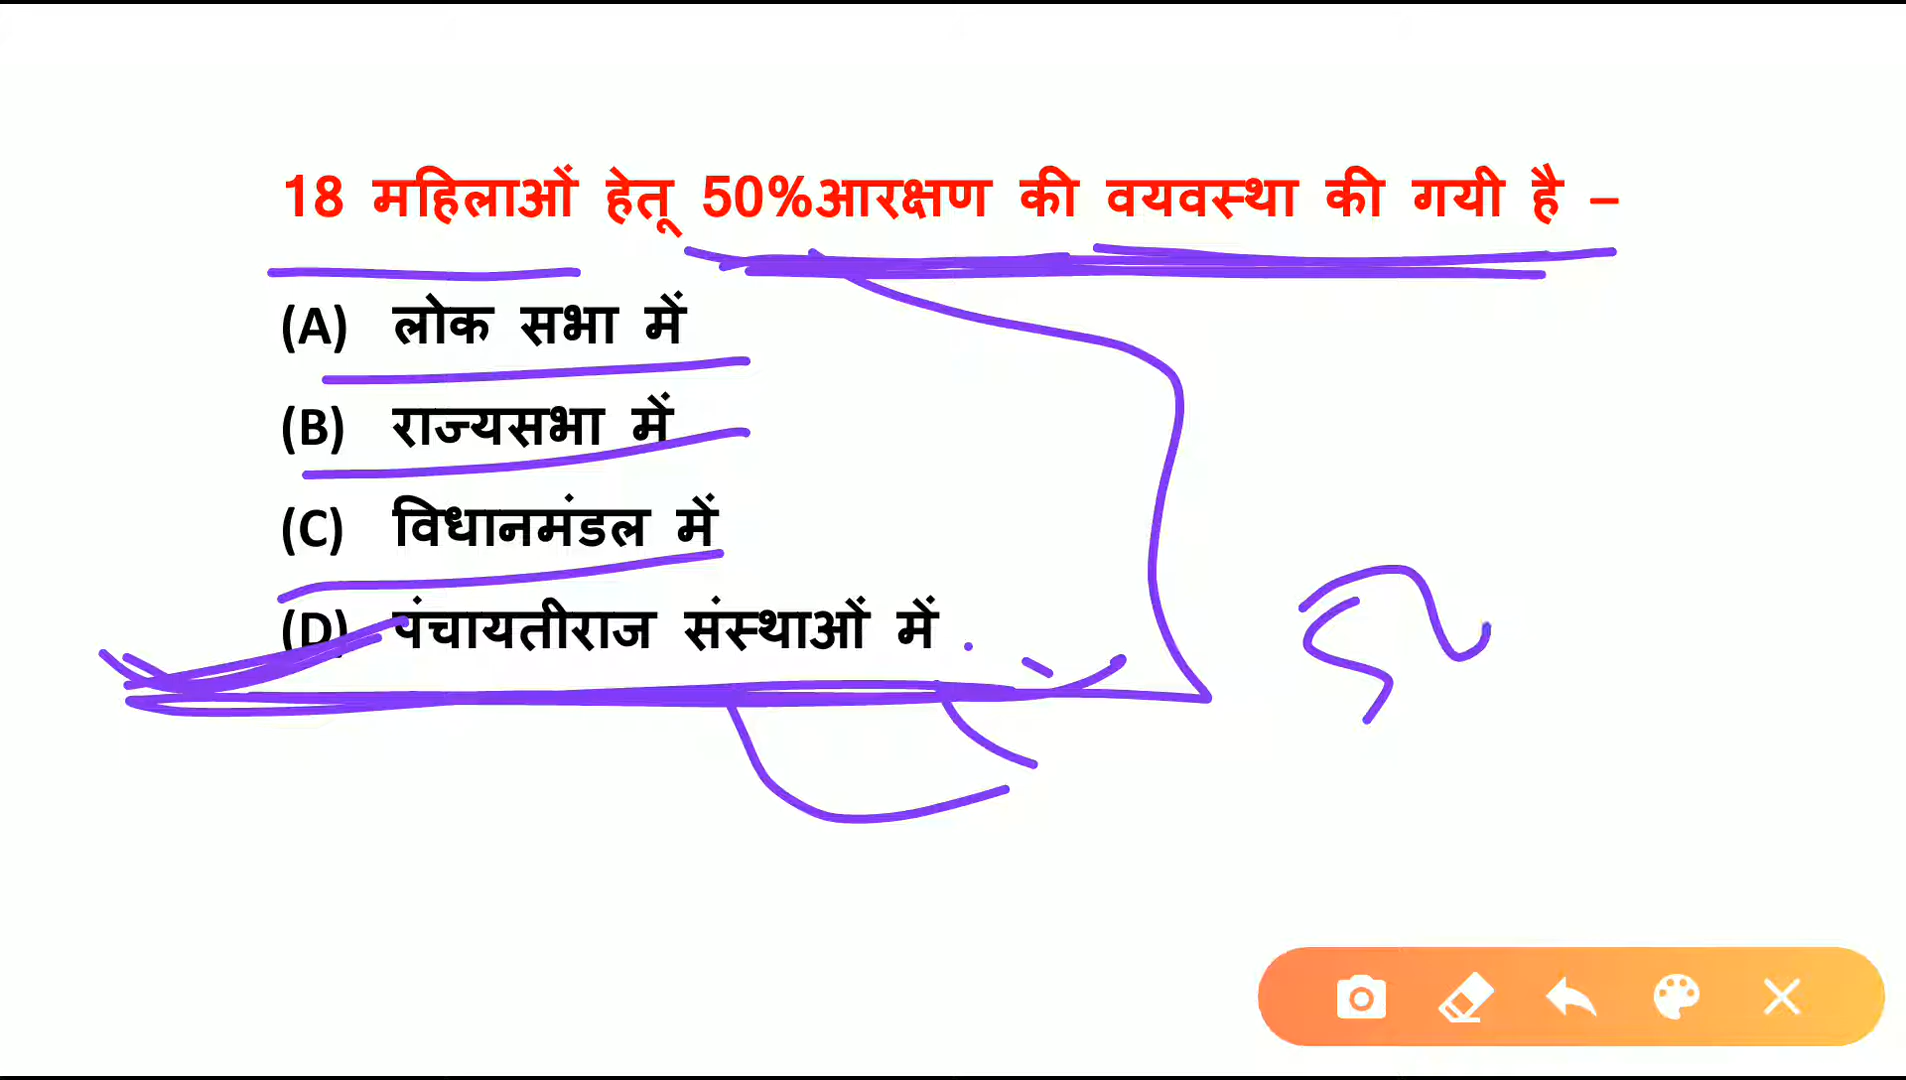 18 महिलाओं हेतू 50%आरक्षण की वयवस्था की गयी है –
(A) लोक सभा में
(B) राज्यसभा में
(C) विधानमंडल में
(D) पंचायतीराज संस्थाओं में